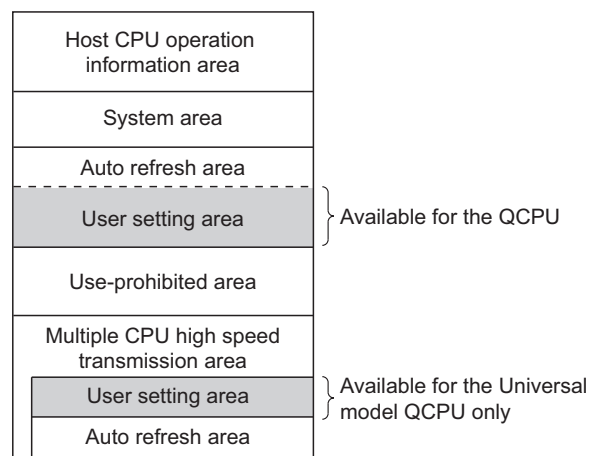 Host CPU operation
information area
System area
Auto refresh area
User setting area
Available for the QCPU
Use-prohibited area
Multiple CPU high speed
transmission area
User setting area
Available for the Universal
model QCPU only
Auto refresh area